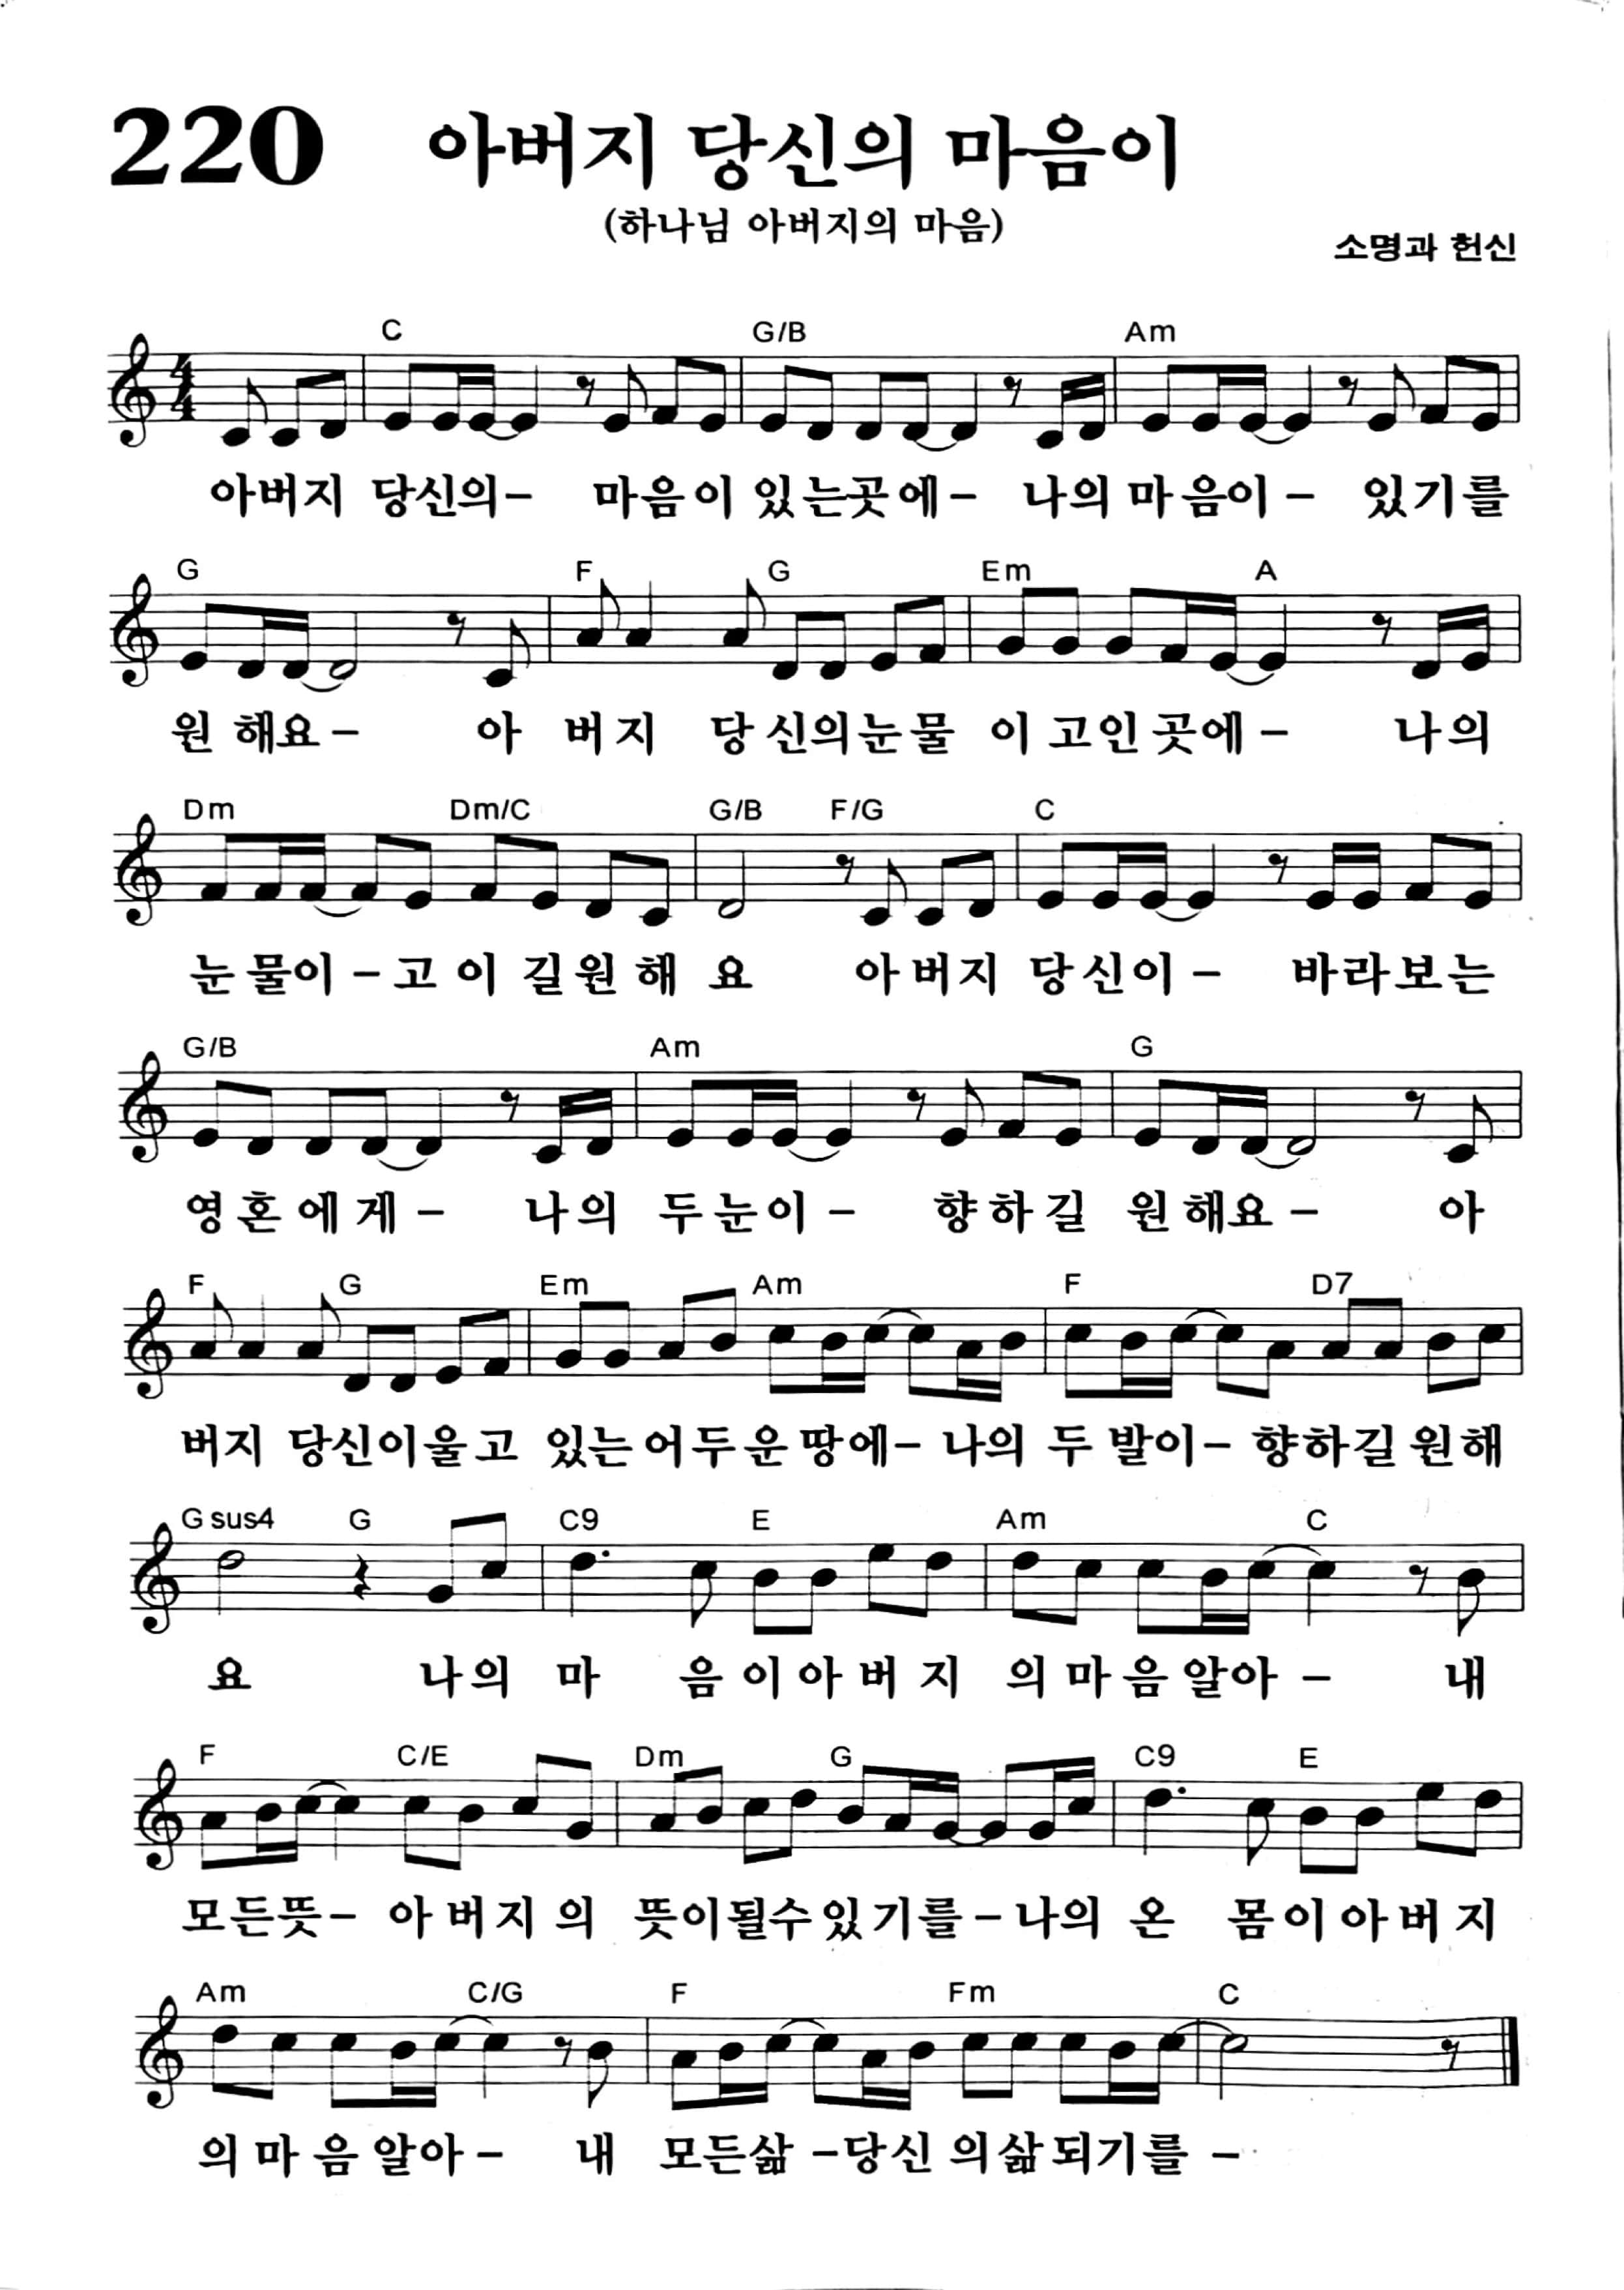 220 아버지 당신의 마음이
(하나님 아버지의 마음)
소명과 헌신
C G/B Am
아버지 당신의- 마음이 있는곳에- 나의 마음이- 있기를
G F G Em A
원해요- 아 버지 당신의눈물 이고인곳에- 나의
Dm Dm/C G/B F/G C
눈물이-고이길원해요 아버지 당신이- 바라보는
G/B Am G
영혼에게- 나의 두눈이- 향하길 원해요- 아
F G Em Am F D7
버지 당신이울고 있는어두운땅에- 나의 두발이- 향하길원해
Gsus4 G C9 E Am C
요 나의 마 음이아버지 의마음알아- 내
F C/E Dm G C9 E
모든뜻- 아버지의 뜻이될수있기를-나의 온 몸이아버지
Am C/G F Fm C
의마음알아- 내 모든삶-당신의삶되기를-